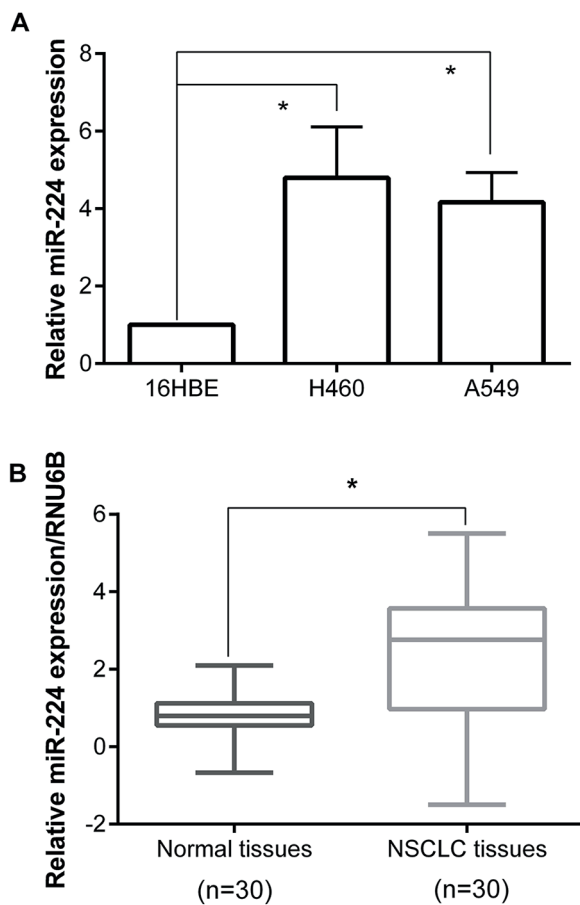 A
Relative miR-224 expression
8
6
4
2
0
*
*
16HBE
H460
A549
B
Relative miR-224 expression/RNU6B
6
4
2
0
-2
*
Normal tissues
NSCLC tissues
(n=30)
(n=30)